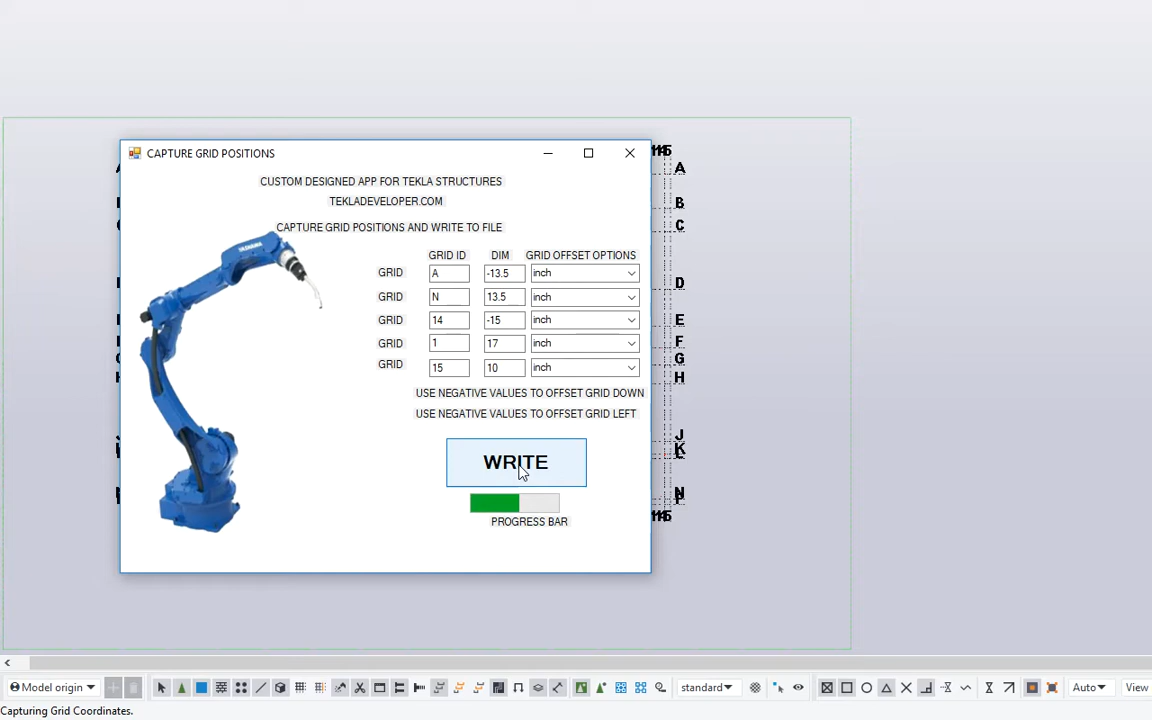 CAPTURE GRID POSITIONS
CUSTOM DESIGNED APP FOR TEKLA STRUCTURES
TEKLADEVELOPER.COM
CAPTURE GRID POSITIONS AND WRITE TO FILE
GRID ID DIM GRID OFFSET OPTIONS
GRID A -13.5 inch
GRID N 13.5 inch
GRID 14 -15 inch
GRID 1 17 inch
GRID 15 10 inch
USE NEGATIVE VALUES TO OFFSET GRID DOWN
USE NEGATIVE VALUES TO OFFSET GRID LEFT
WRITE
PROGRESS BAR
YASKAWA
A
B
C
D
E
F
G
H
J
K
L
N
Model origin
standard
Auto
View
Capturing Grid Coordinates.